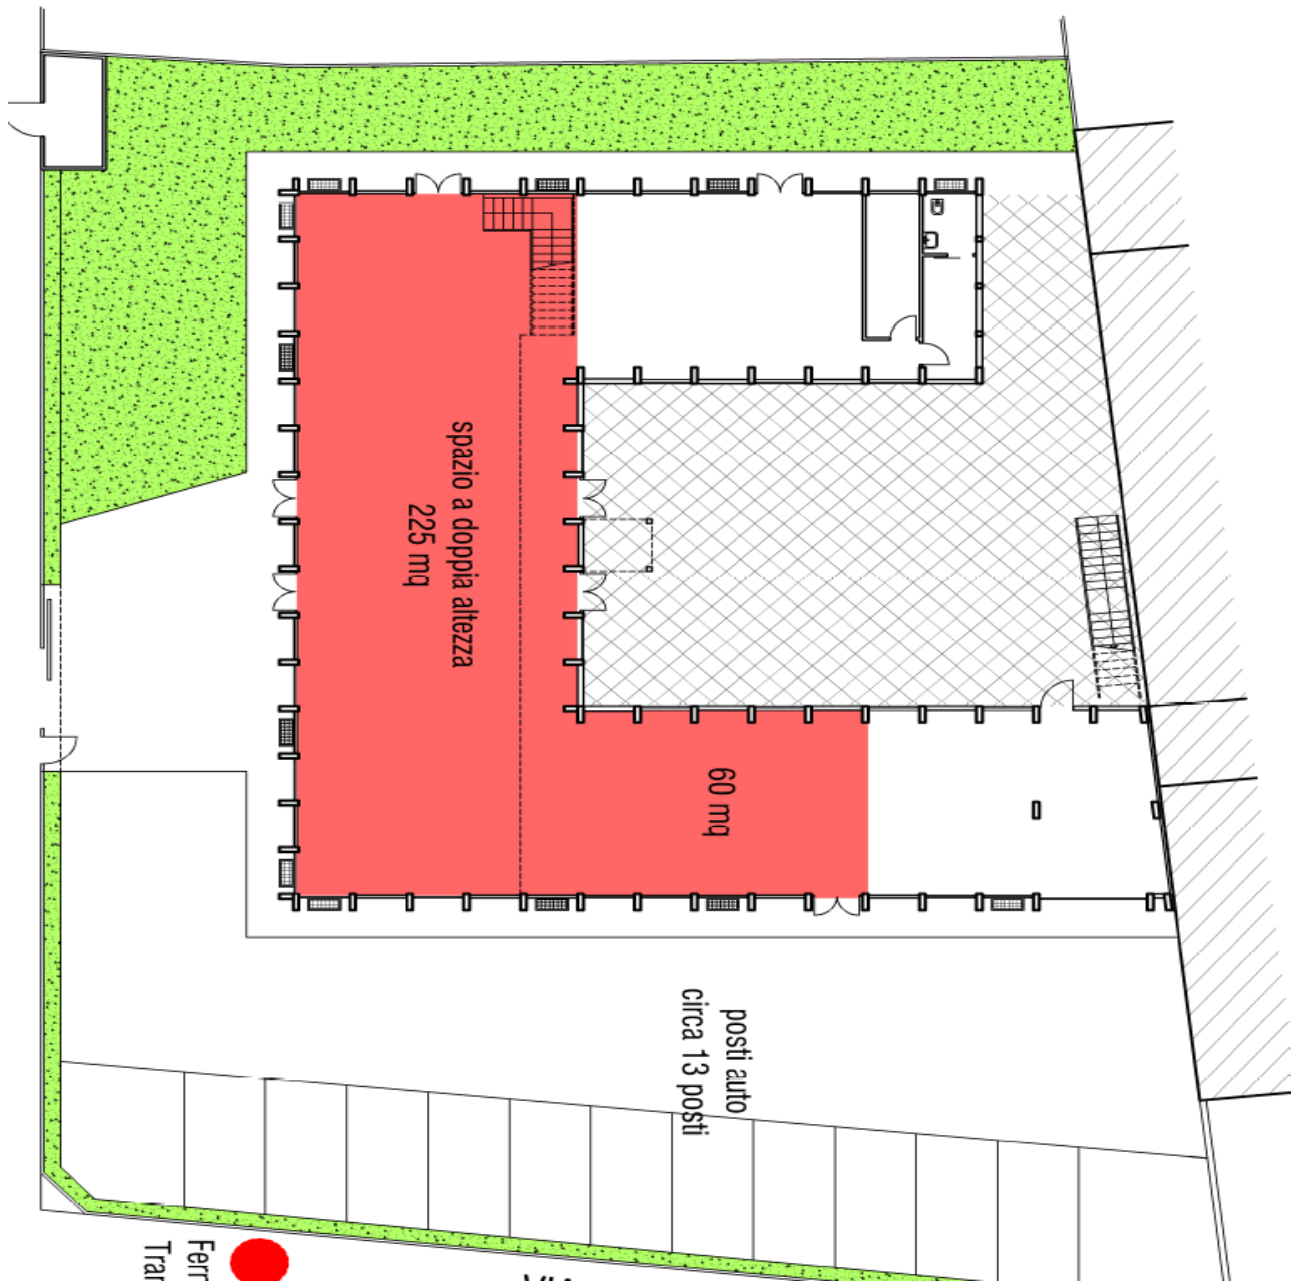 spazio a doppia altezza
225 mq
60 mq
posti auto
circa 13 posti